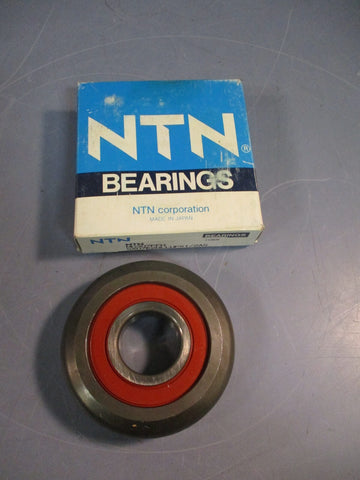 NTN®
BEARINGS
NTN corporation
MADE IN JAPAN
NTN
BEARINGS